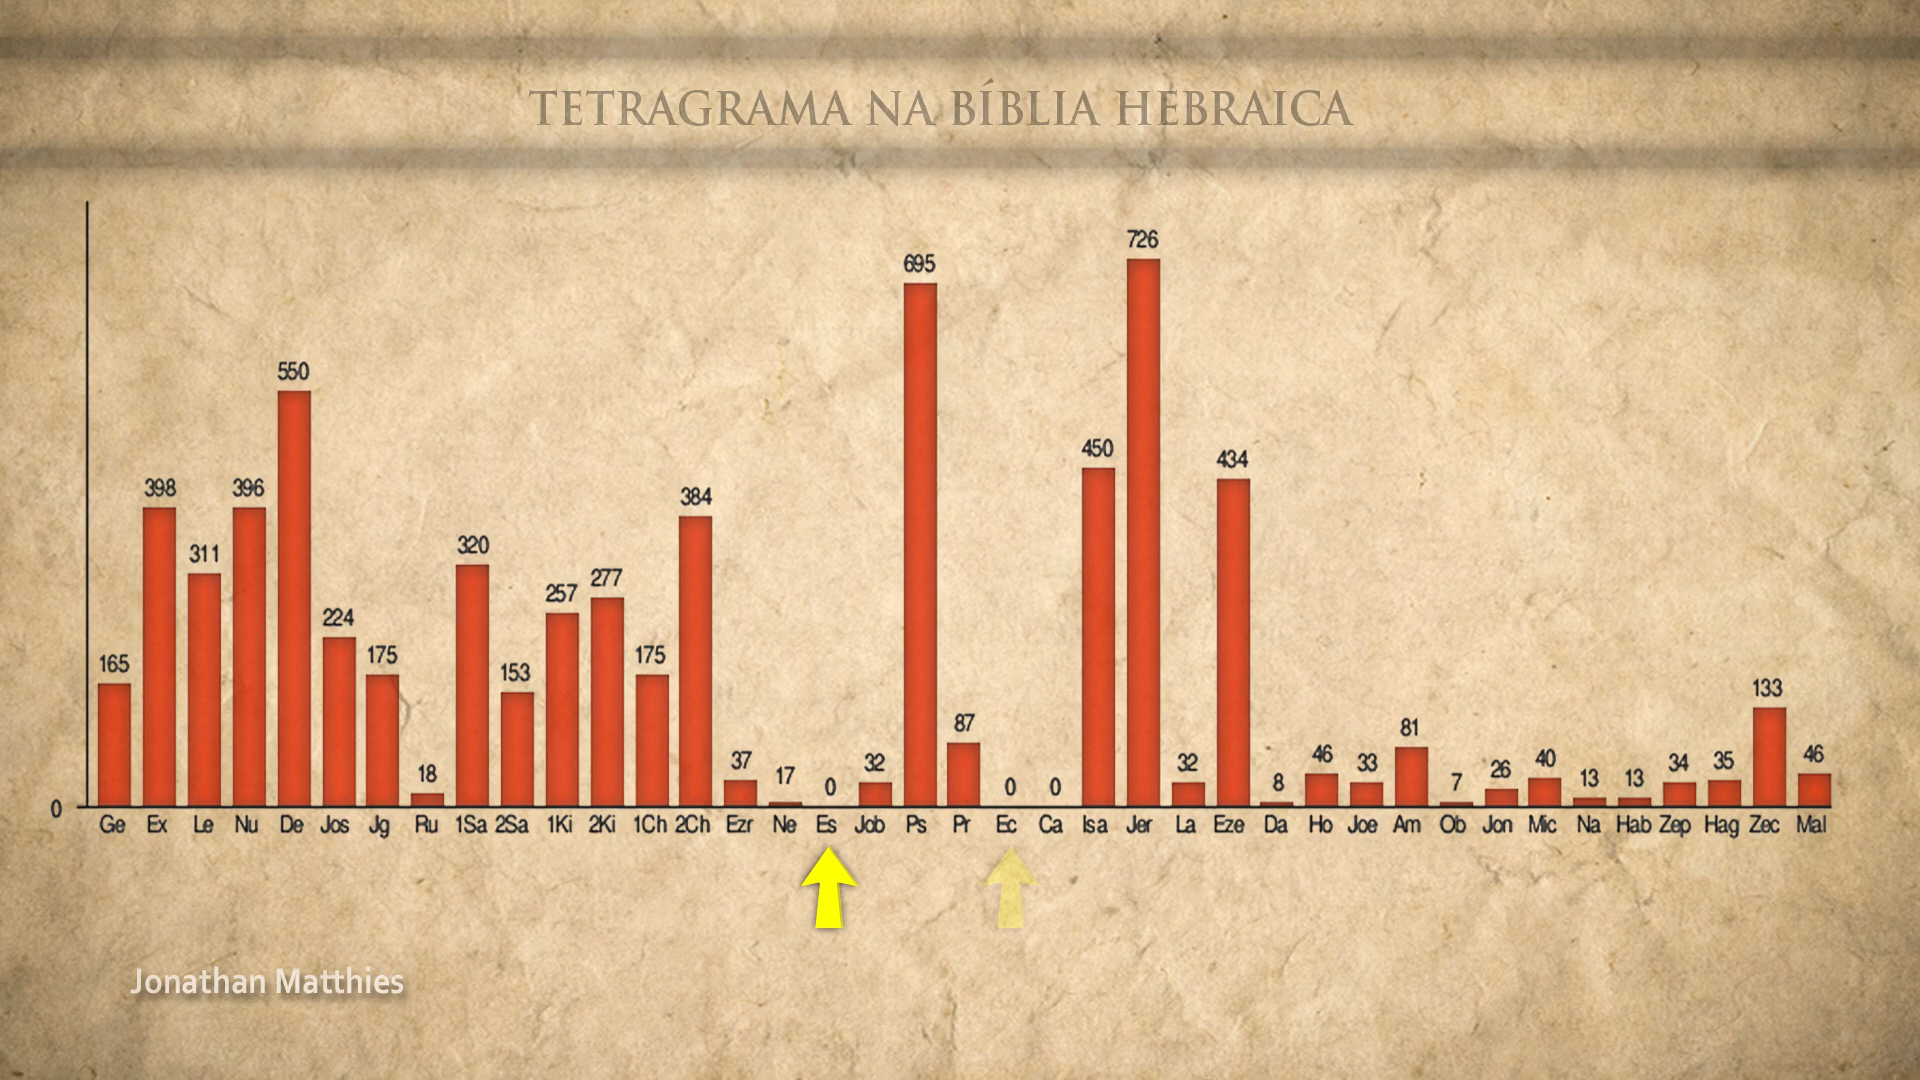 TETRAGRAMA NA BÍBLIA HEBRAICA
165 398 311 396 550 224 175 18 320 153 257 277 175 384 37 17 0 32 695 87 0 0 450 726 32 434 8 46 33 81 7 26 40 13 13 34 35 133 46
0
Ge Ex Le Nu De Jos Jg Ru 1Sa 2Sa 1Ki 2Ki 1Ch 2Ch Ezr Ne Es Job Ps Pr Ec Ca Isa Jer La Eze Da Ho Joe Am Ob Jon Mic Na Hab Zep Hag Zec Mal
Jonathan Matthies